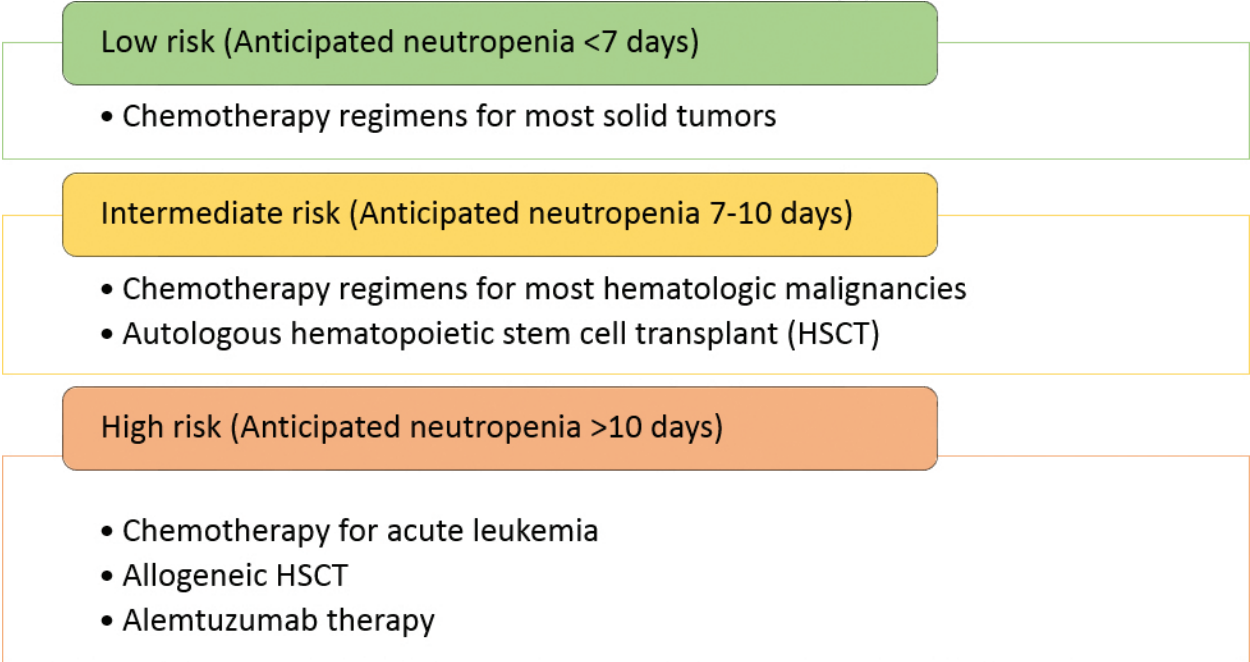 Low risk (Anticipated neutropenia <7 days)
• Chemotherapy regimens for most solid tumors
Intermediate risk (Anticipated neutropenia 7-10 days)
• Chemotherapy regimens for most hematologic malignancies
• Autologous hematopoietic stem cell transplant (HSCT)
High risk (Anticipated neutropenia >10 days)
• Chemotherapy for acute leukemia
• Allogeneic HSCT
• Alemtuzumab therapy